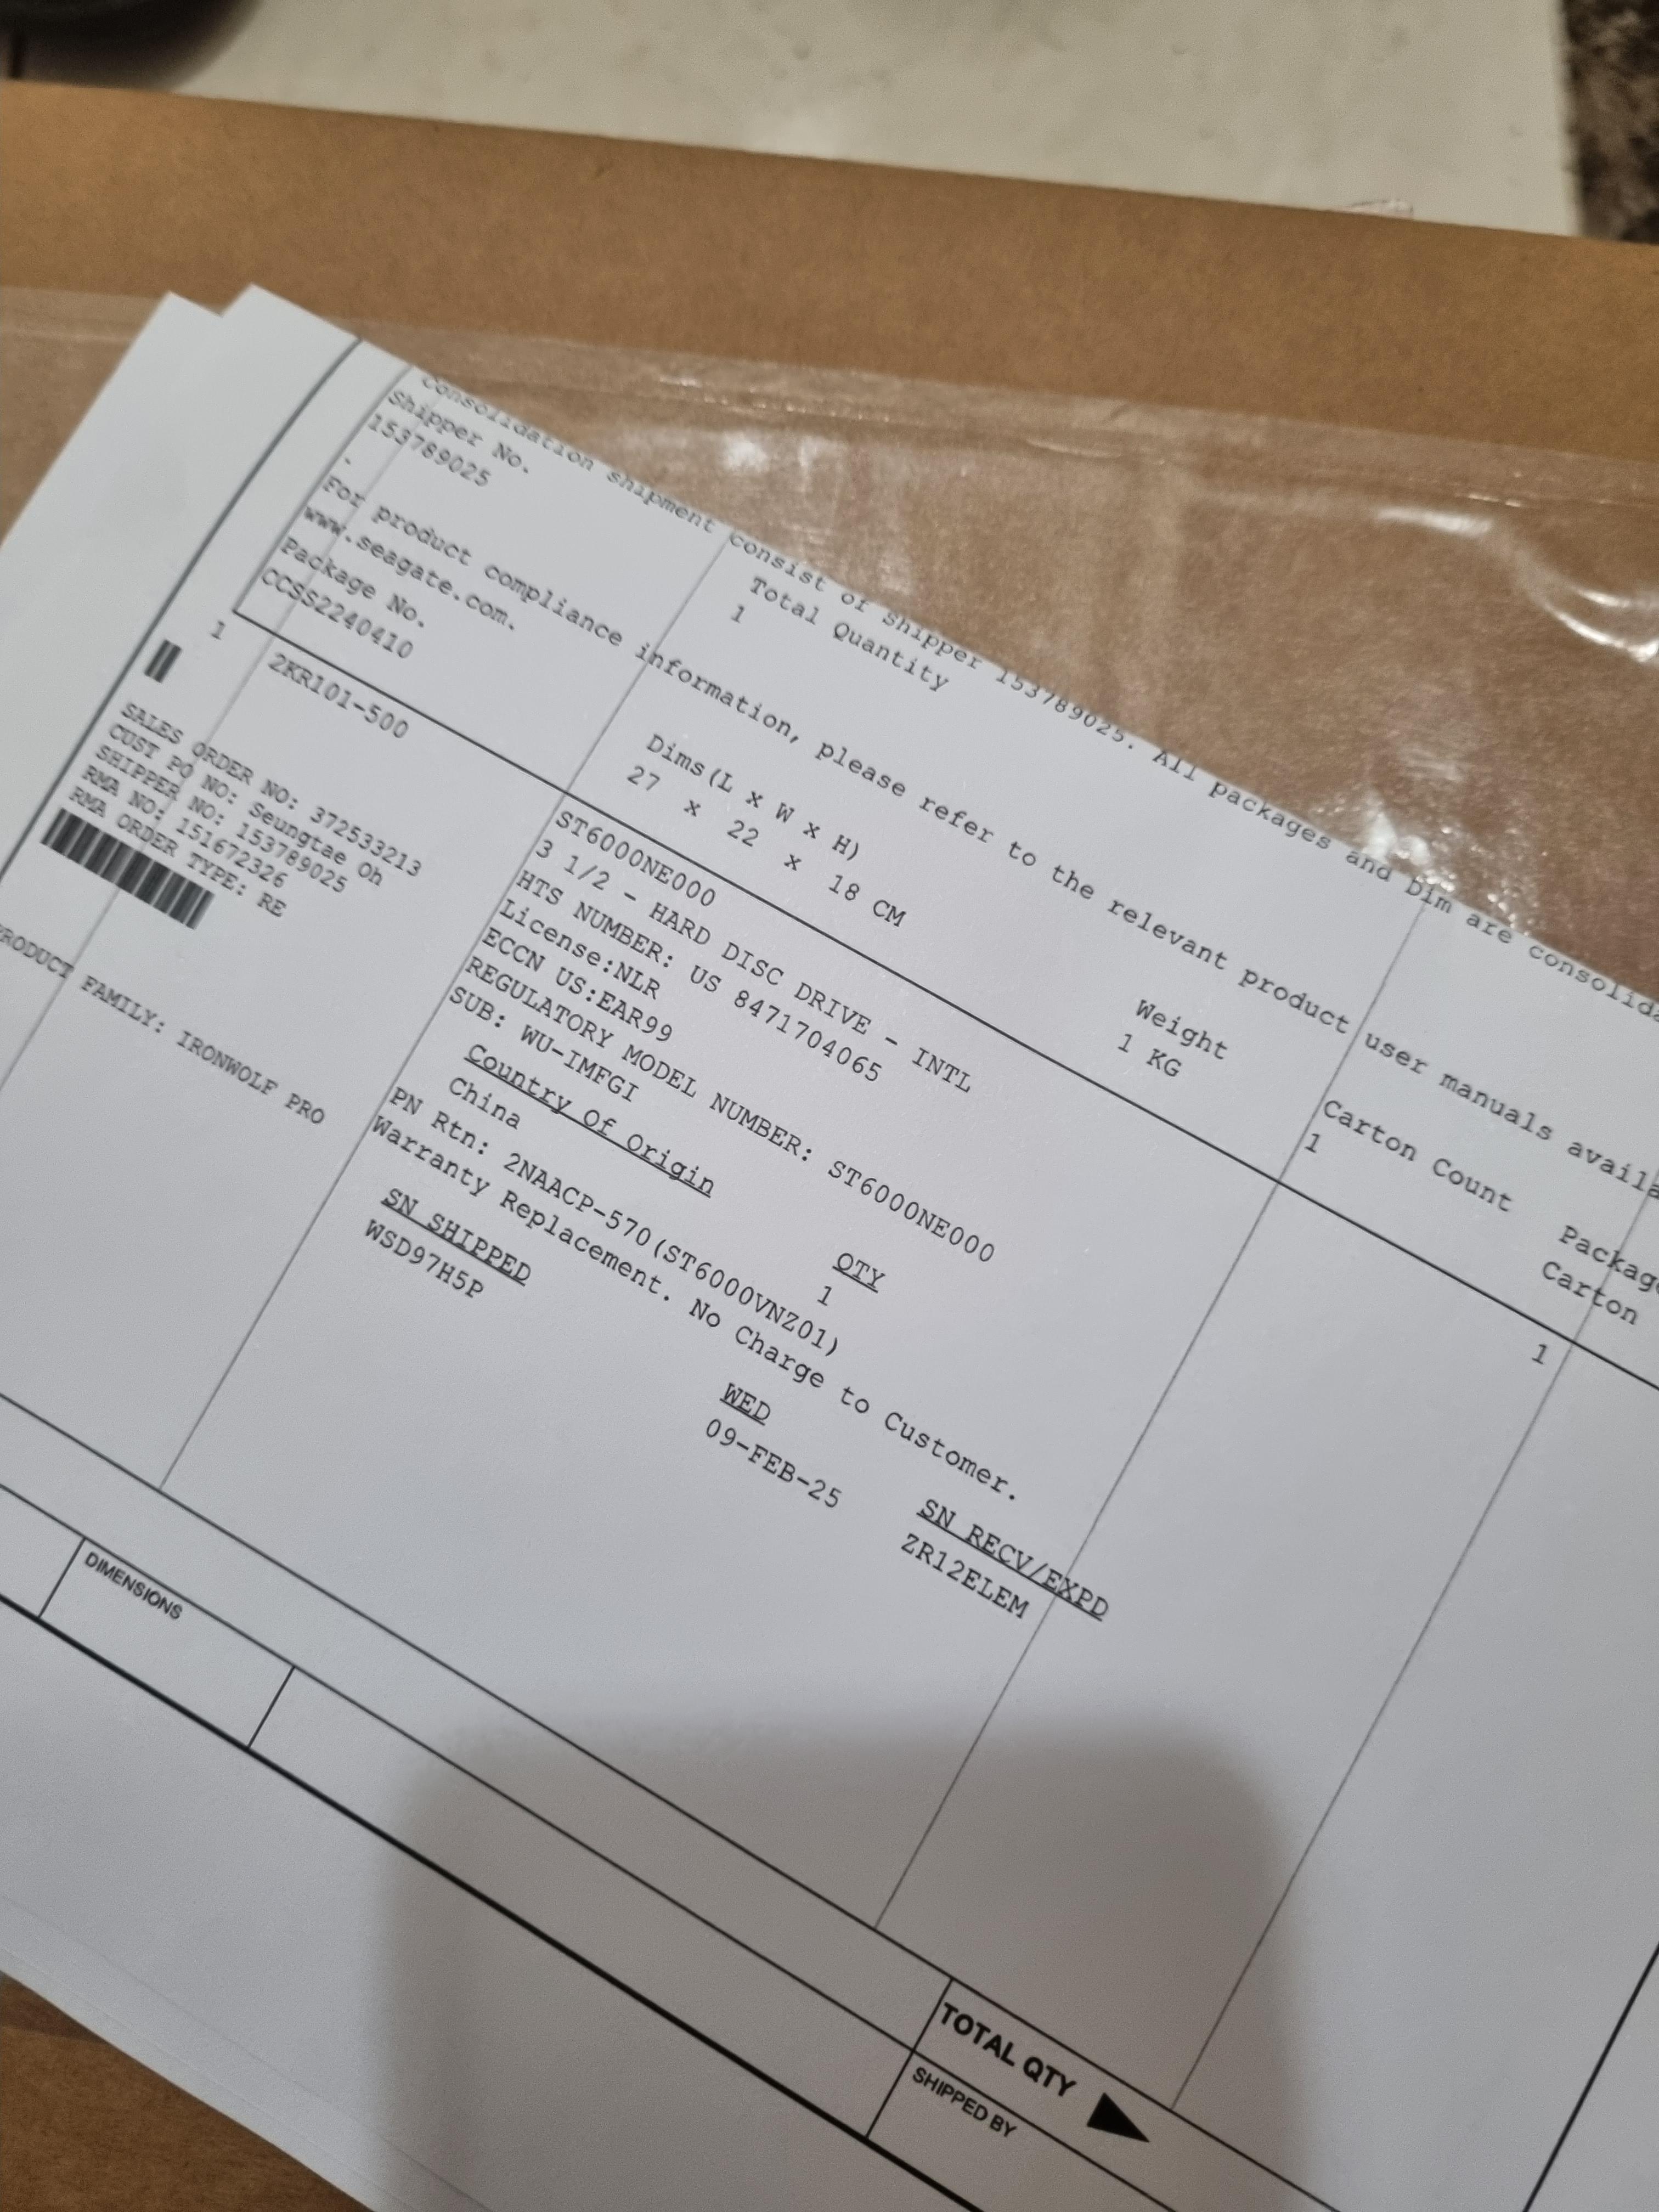 Consolidation shipment consist of shipper 153789025. All packages and Dim are
Shipper No.
153789025
Total Quantity
1
.
For product compliance information, please refer to the relevant product user manuals
www.seagate.com.
Package No.
CCSS2240410
Dims(L x W x H)
27 x 22 x 18 CM
Weight
1 KG
Carton Count
1
Carton
1
2KR101-500
1
SALES ORDER NO: 372533213
CUST PO NO: Seungtae Oh
SHIPPER NO: 153789025
RMA NO: 151672326
RMA ORDER TYPE: RE
PRODUCT FAMILY: IRONWOLF PRO
ST6000NE000
3 1/2 - HARD DISC DRIVE - INTL
HTS NUMBER: US 8471704065
License:NLR
ECCN US:EAR99
REGULATORY MODEL NUMBER: ST6000NE000
SUB: WU-IMFGI
Country Of Origin
QTY
China
1
PN Rtn: 2NAACP-570(ST6000VNZ01)
Warranty Replacement. No Charge to Customer.
SN SHIPPED
WED
SN RECV/EXPD
WSD97H5P
09-FEB-25
ZR12ELEM
DIMENSIONS
TOTAL QTY
SHIPPED BY